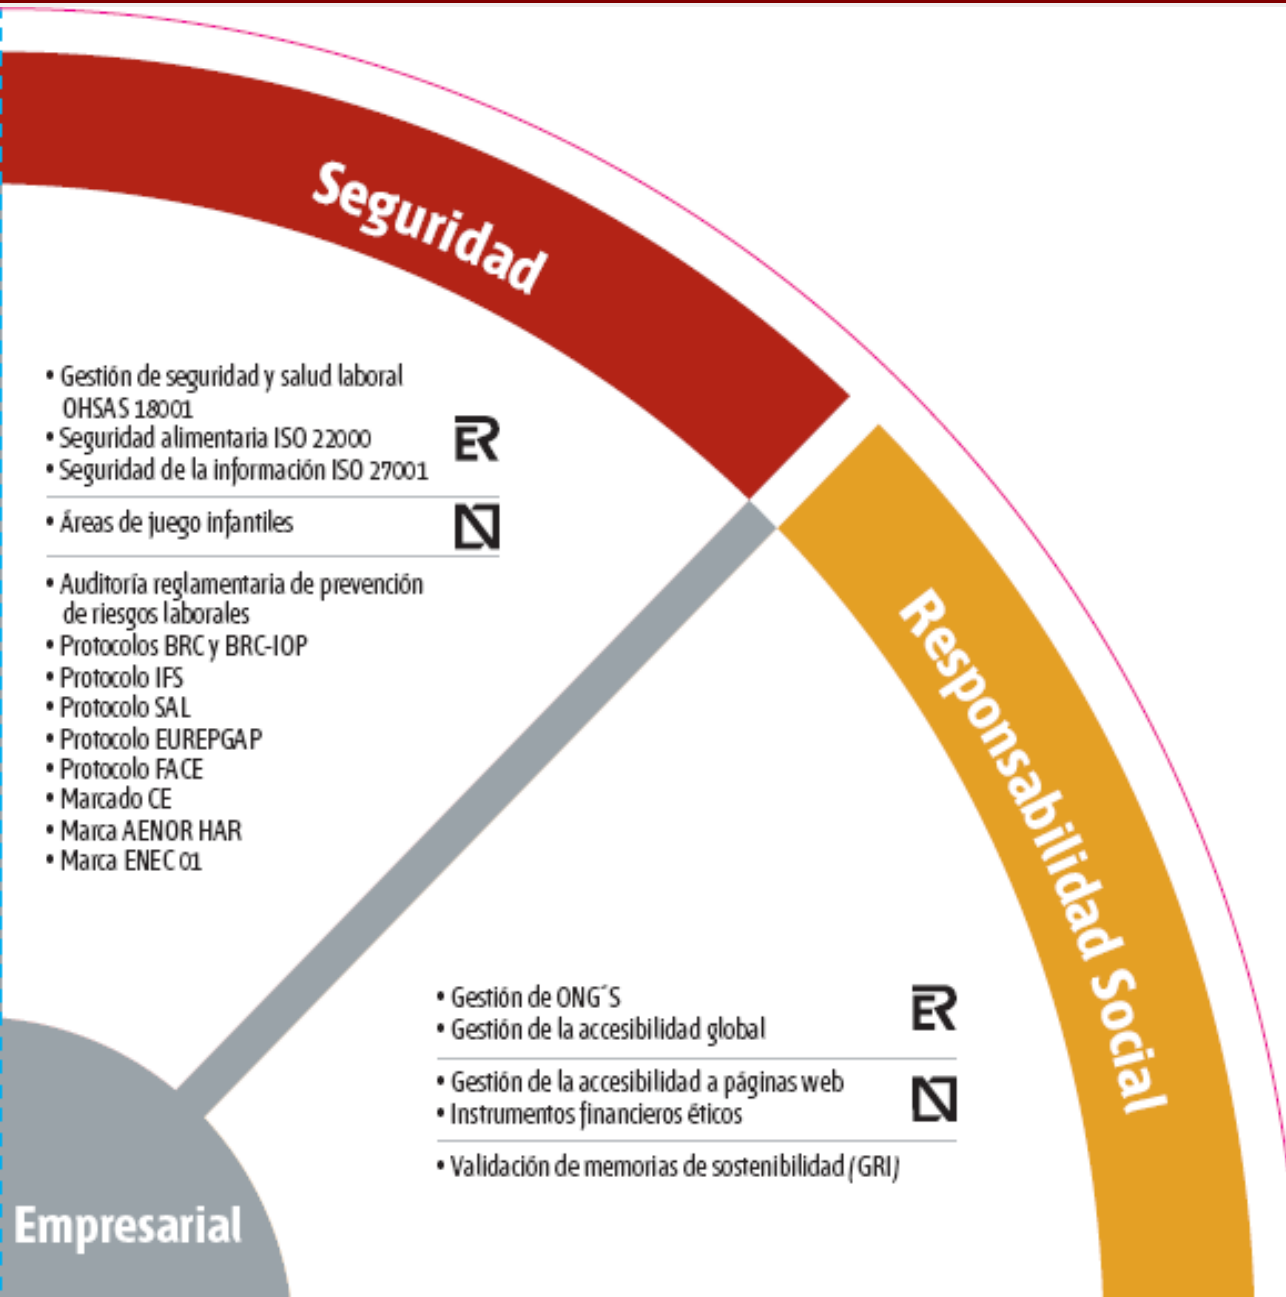 Seguridad
• Gestión de seguridad y salud laboral
OHSAS 18001
• Seguridad alimentaria ISO 22000
• Seguridad de la información ISO 27001
ER
• Áreas de juego infantiles
N
• Auditoría reglamentaria de prevención
de riesgos laborales
• Protocolos BRC y BRC-IOP
• Protocolo IFS
• Protocolo SAL
• Protocolo EUREPGAP
• Protocolo FACE
• Marcado CE
• Marca AENOR HAR
• Marca ENEC 01
Responsabilidad Social
• Gestión de ONG´S
• Gestión de la accesibilidad global
ER
• Gestión de la accesibilidad a páginas web
• Instrumentos financieros éticos
N
• Validación de memorias de sostenibilidad (GRI)
Empresarial